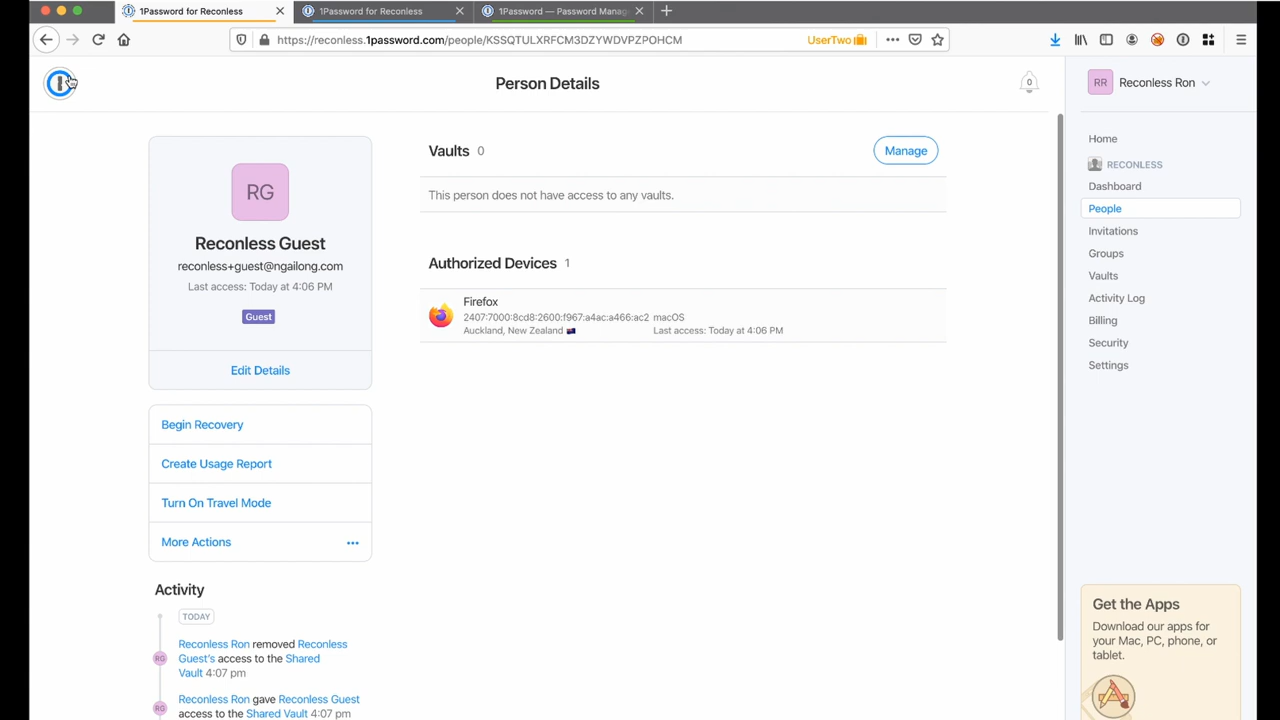 1Password for Reconless
1Password for Reconless
1Password — Password Manag
https://reconless.1password.com/people/KSSQTULXRFCM3DZYWDVPZPOHCM
UserTwo
Person Details
0
RR Reconless Ron
RG
Reconless Guest
reconless+guest@ngailong.com
Last access: Today at 4:06 PM
Guest
Edit Details
Begin Recovery
Create Usage Report
Turn On Travel Mode
More Actions
Activity
TODAY
RG
Reconless Ron removed Reconless
Guest's access to the Shared
Vault 4:07 pm
RG
Reconless Ron gave Reconless Guest
access to the Shared Vault 4:07 pm
Vaults 0
Manage
This person does not have access to any vaults.
Authorized Devices 1
Firefox
2407:7000:8cd8:2600:f967:a4ac:a466:ac2 macOS
Auckland, New Zealand Last access: Today at 4:06 PM
Home
RECONLESS
Dashboard
People
Invitations
Groups
Vaults
Activity Log
Billing
Security
Settings
Get the Apps
Download our apps for
your Mac, PC, phone, or
tablet.